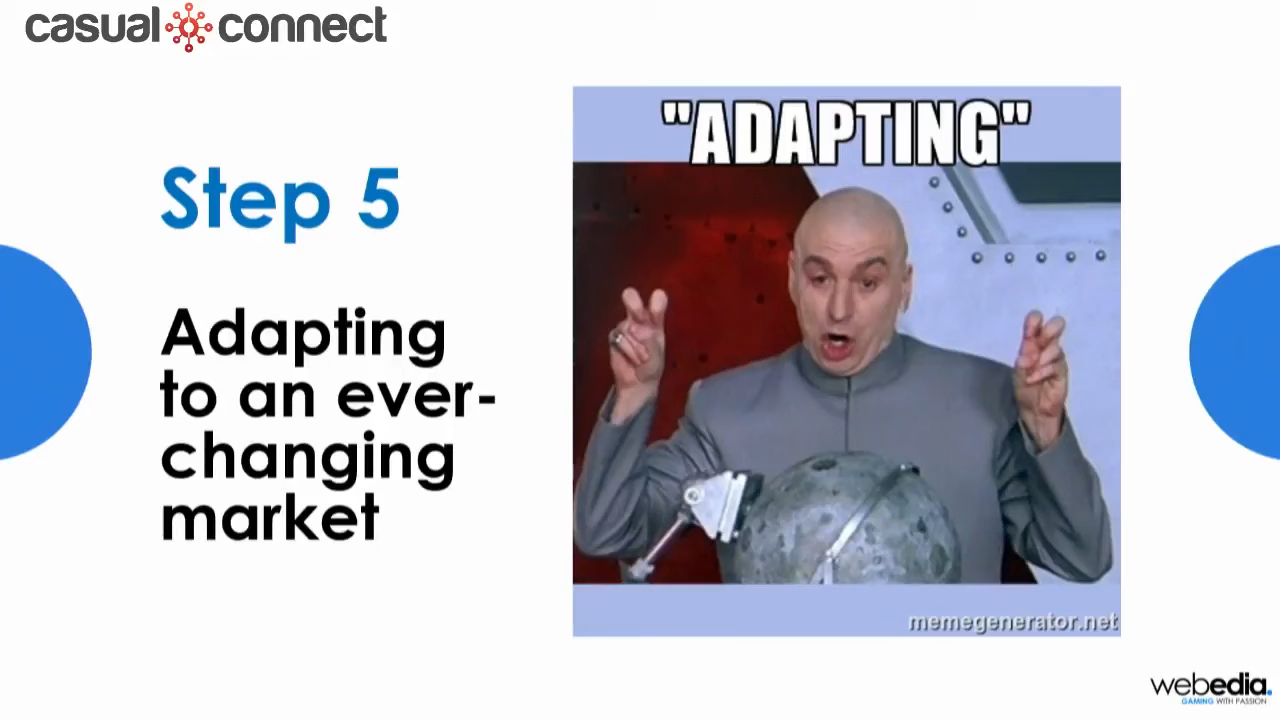 casual connect
Step 5
Adapting
to an ever-
changing
market
"ADAPTING"
memegenerator.net
webedia.
GAMING WITH PASSION